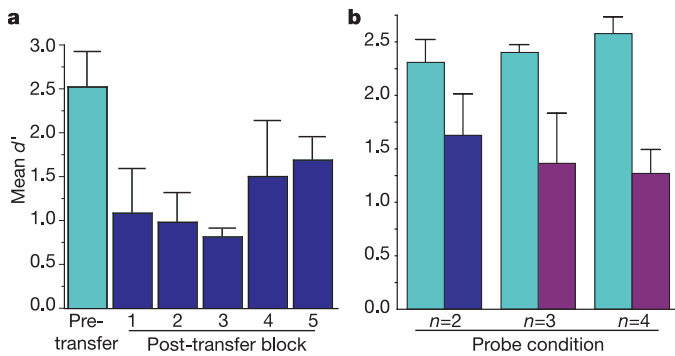 a
Mean d'
3.0
2.5
2.0
1.5
1.0
0.5
0.0
Pre-
transfer
1 2 3 4 5
Post-transfer block
b
2.5
2.0
1.5
1.0
0.5
0.0
n=2 n=3 n=4
Probe condition